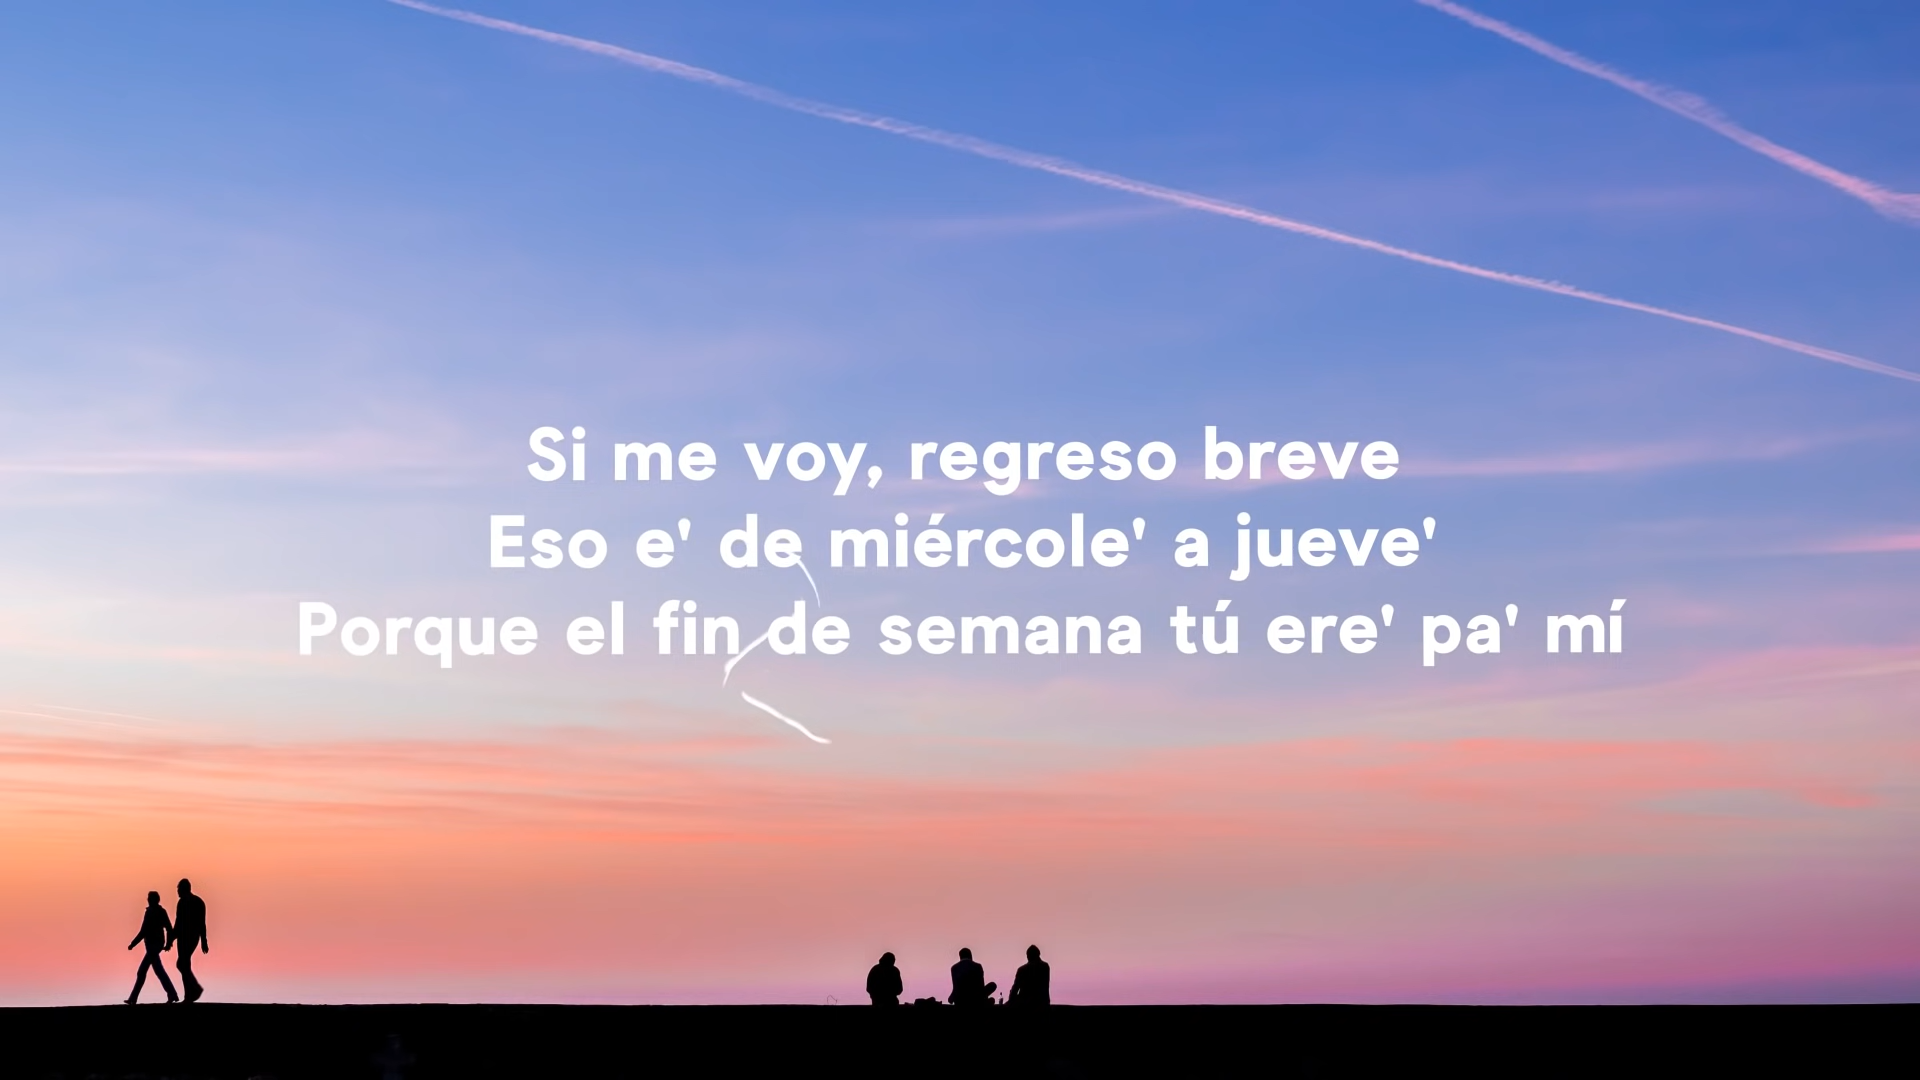 Si me voy, regreso breve
Eso e' de miércole' a jueve'
Porque el fin de semana tú ere' pa' mí